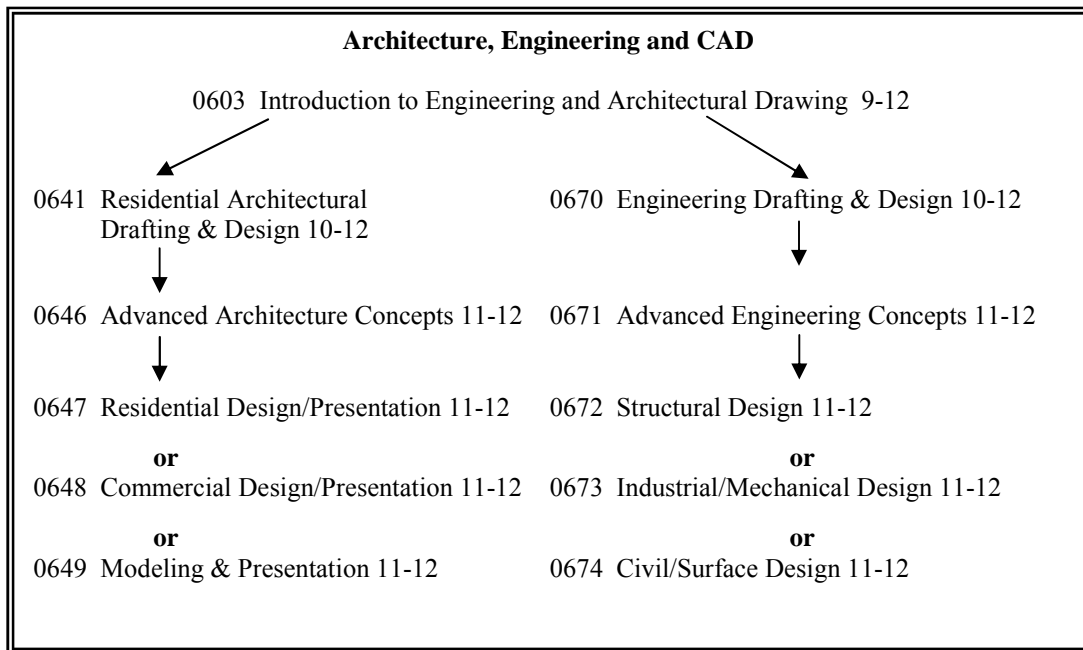 Architecture, Engineering and CAD
0603 Introduction to Engineering and Architectural Drawing 9-12
0641 Residential Architectural
Drafting & Design 10-12
0670 Engineering Drafting & Design 10-12
0646 Advanced Architecture Concepts 11-12
0671 Advanced Engineering Concepts 11-12
0647 Residential Design/Presentation 11-12
0672 Structural Design 11-12
or
or
0648 Commercial Design/Presentation 11-12
0673 Industrial/Mechanical Design 11-12
or
or
0649 Modeling & Presentation 11-12
0674 Civil/Surface Design 11-12